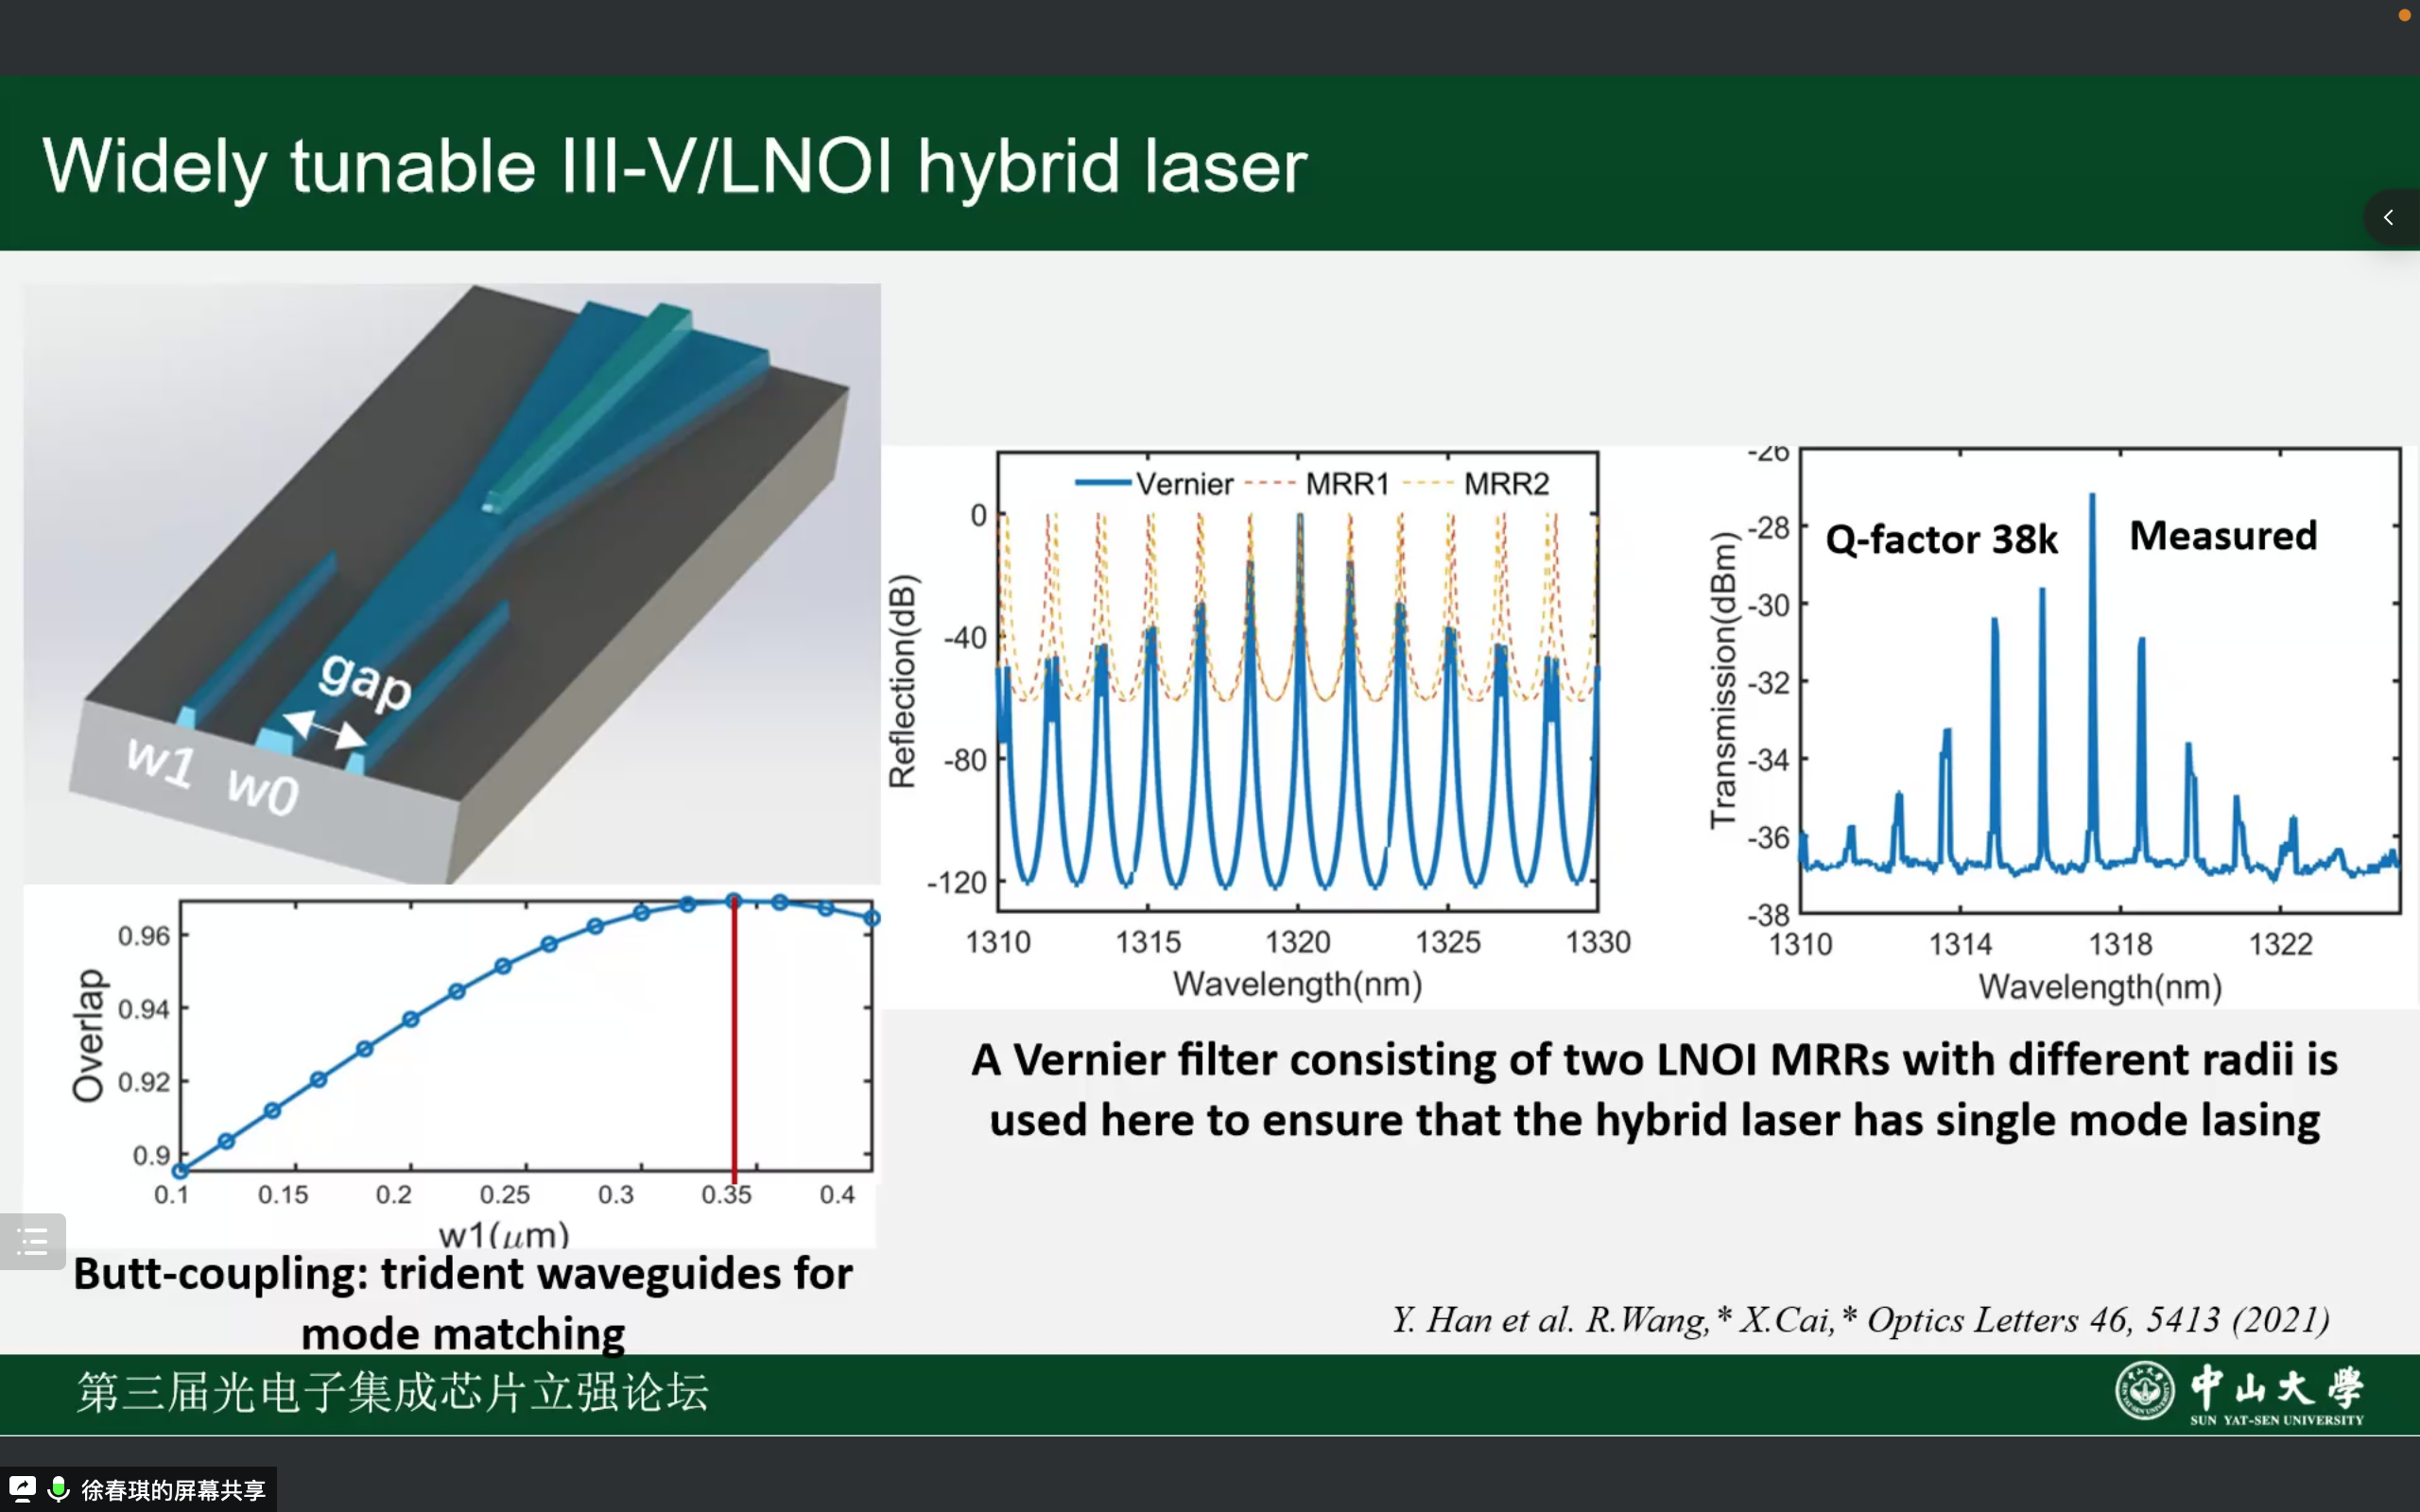 Widely tunable III-V/LNOI hybrid laser
gap
w1 w0
0.96
0.94
0.92
0.9
Overlap
0.1 0.15 0.2 0.25 0.3 0.35 0.4
w1(μm)
Butt-coupling: trident waveguides for
mode matching
Vernier MRR1 MRR2
0
-40
-80
-120
Reflection(dB)
1310 1315 1320 1325 1330
Wavelength(nm)
-26
-28
-30
-32
-34
-36
-38
Transmission(dBm)
Q-factor 38k Measured
1310 1314 1318 1322
Wavelength(nm)
A Vernier filter consisting of two LNOI MRRs with different radii is
used here to ensure that the hybrid laser has single mode lasing
Y. Han et al. R.Wang,* X.Cai,* Optics Letters 46, 5413 (2021)
第三届光电子集成芯片立强论坛
中山大學
SUN YAT-SEN UNIVERSITY
徐春琪的屏幕共享